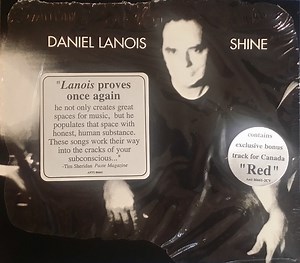 DANIEL LANOIS
SHINE
"Lanois proves
once again
he not only creates great
spaces for music, but he
populates that space with
honest, human substance.
These songs work their way
into the cracks of your
subconscious..."
-Tim Sheridan Paste Magazine
contains
exclusive bonus
track for Canada
"Red"